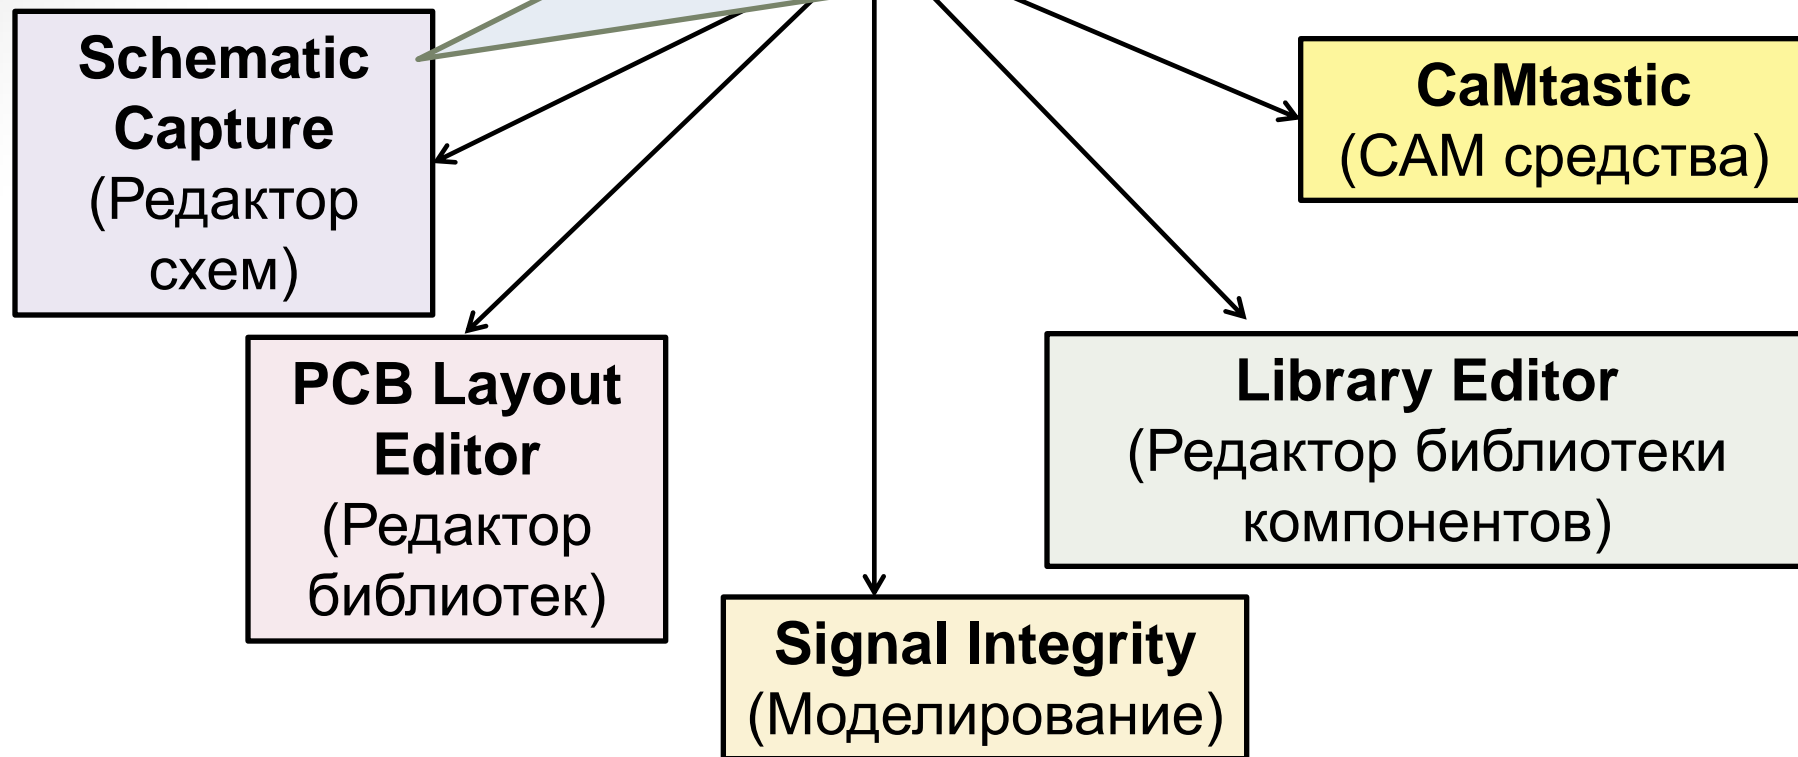 Schematic
Capture
(Редактор
схем)
CaMtastic
(CAM средства)
PCB Layout
Editor
(Редактор
библиотек)
Library Editor
(Редактор библиотеки
компонентов)
Signal Integrity
(Моделирование)